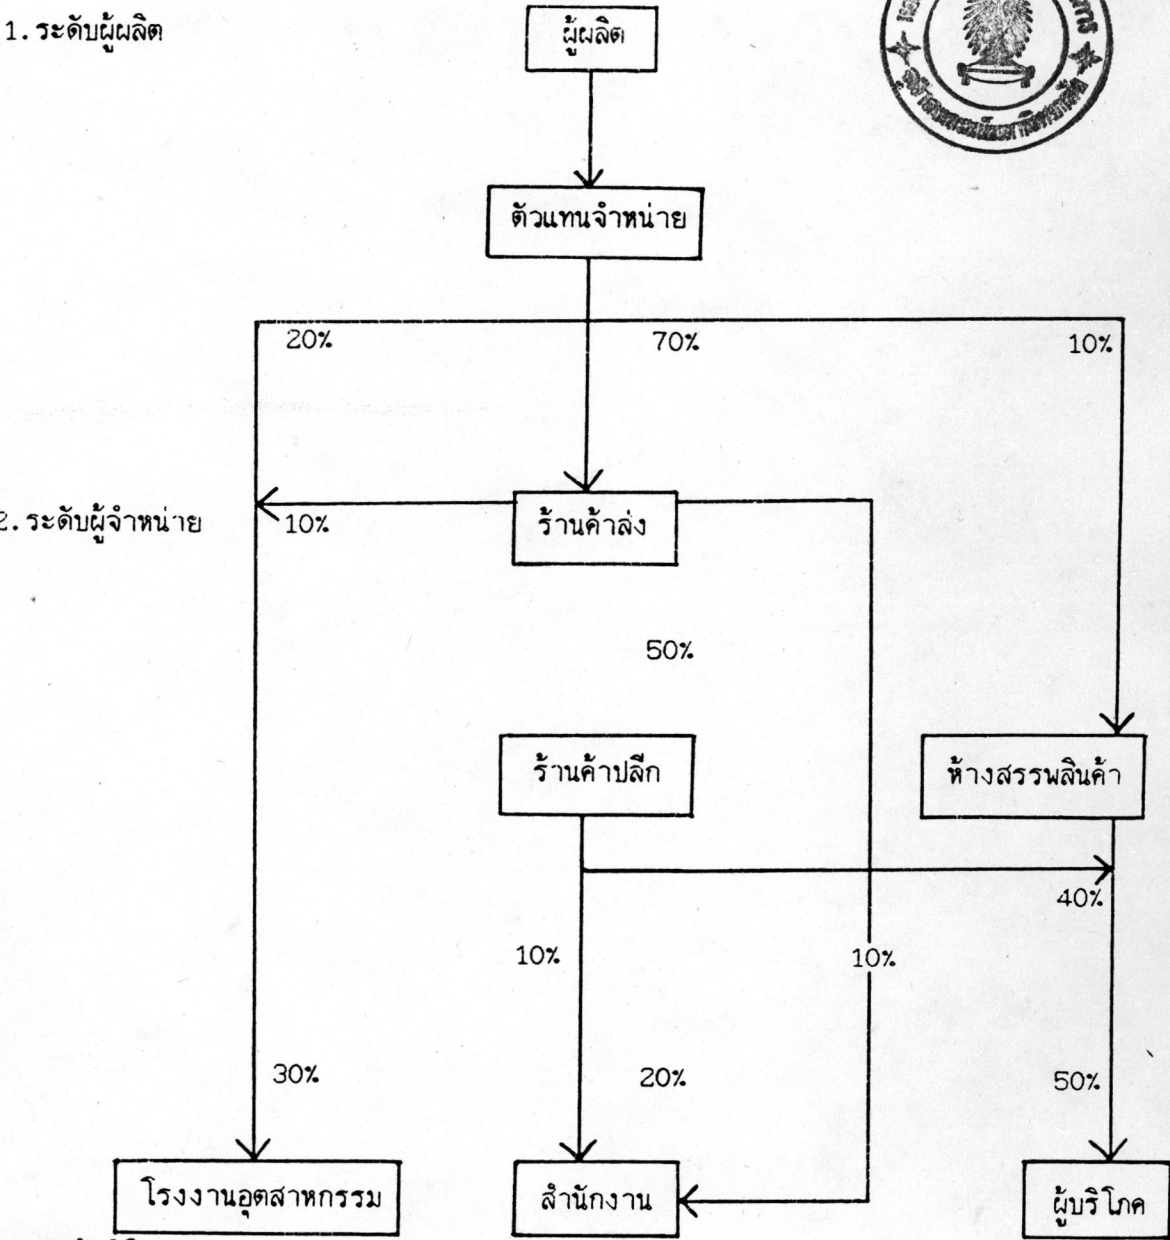 1.ระดับผู้ผลิต
ผู้ผลิต
ตัวแทนจำหน่าย
20% 70% 10%
2.ระดับผู้จำหน่าย
10%
ร้านค้าส่ง
50%
ร้านค้าปลีก
ห้างสรรพสินค้า
40%
10% 10%
30% 20% 50%
โรงงานอุตสาหกรรม
สำนักงาน
ผู้บริโภค